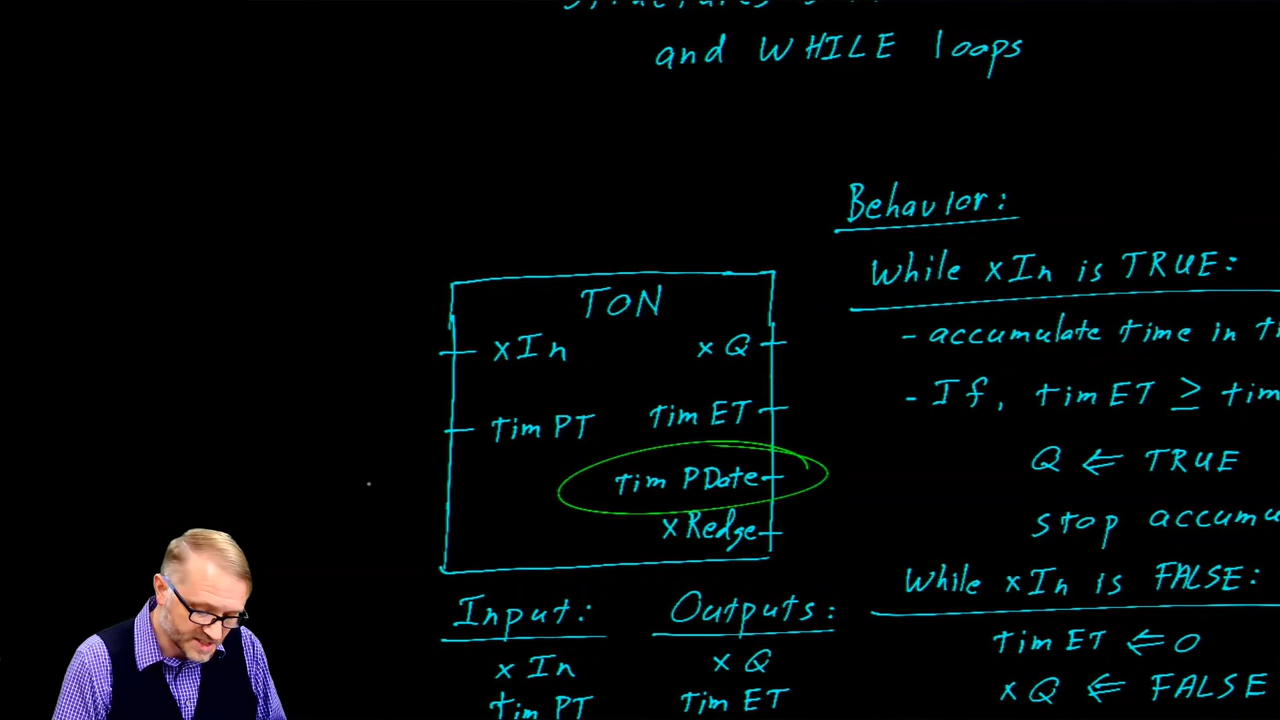 and WHILE loops
Behavior:
While xIn is TRUE:
- accumulate time in
- If, timET ≥
Q ⇐ TRUE
stop
While xIn is FALSE:
timET ⇐ 0
xQ ⇐ FALSE
TON
xIn xQ
timPT timET
timPDate
xRedge
Input: Outputs:
xIn xQ
timPT timET